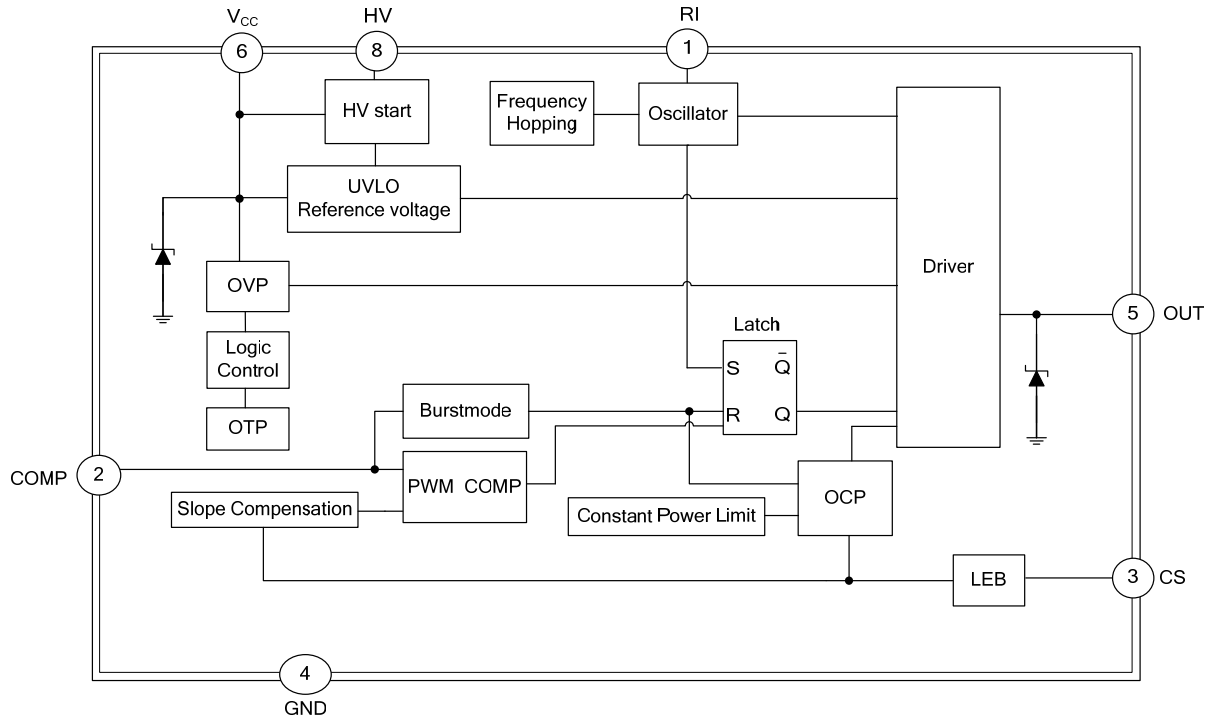 VCC
HV
RI
6
8
1
HV start
Frequency
Hopping
Oscillator
UVLO
Reference voltage
Driver
OVP
5
OUT
Latch
Logic
Control
S
Q̅
Burstmode
R
Q
OTP
COMP
2
PWM COMP
OCP
Slope Compensation
Constant Power Limit
LEB
3
CS
4
GND